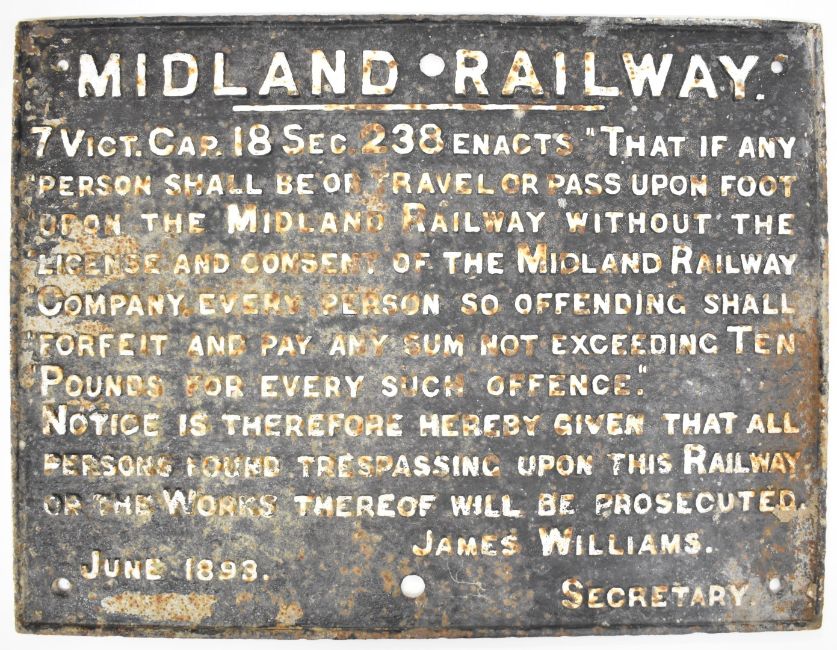 MIDLAND RAILWAY.
7 VICT. CAP. 18 SEC. 238 ENACTS "THAT IF ANY
"PERSON SHALL BE OR TRAVEL OR PASS UPON FOOT
"UPON THE MIDLAND RAILWAY WITHOUT THE
"LICENSE AND CONSENT OF THE MIDLAND RAILWAY
"COMPANY, EVERY PERSON SO OFFENDING SHALL
"FORFEIT AND PAY ANY SUM NOT EXCEEDING TEN
"POUNDS FOR EVERY SUCH OFFENCE."
NOTICE IS THEREFORE HEREBY GIVEN THAT ALL
PERSONS FOUND TRESPASSING UPON THIS RAILWAY
OR THE WORKS THEREOF WILL BE PROSECUTED.
JAMES WILLIAMS.
JUNE 1893.
SECRETARY.